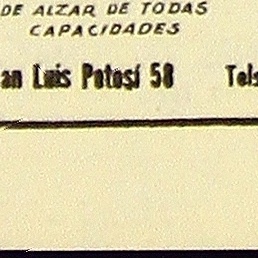 DE ALZAR DE TODAS
CAPACIDADES
an Luis Potosí 58 Tels